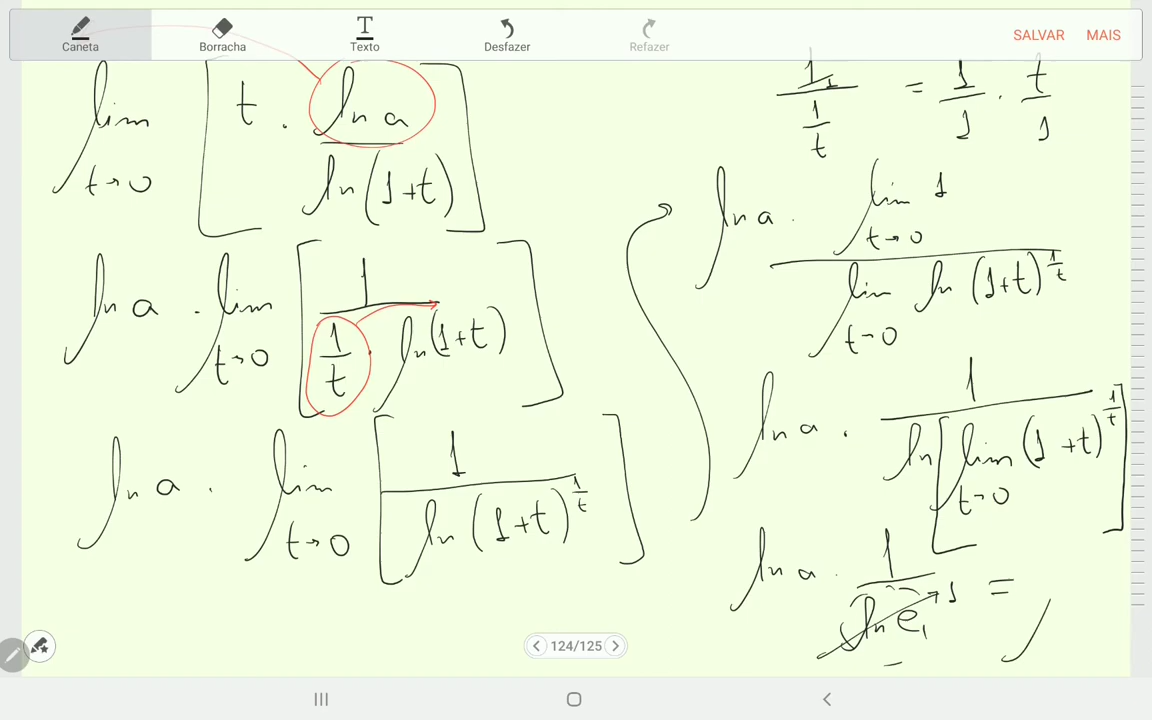 Caneta Borracha Texto Desfazer Refazer SALVAR MAIS
lim t→0 [t · ln a / ln(1+t)]
ln a · lim t→0 [1 / (1/t · ln(1+t))]
ln a · lim t→0 [1 / ln(1+t)^(1/t)]
1/(1/t) = 1/1 · t/1
ln a · lim t→0 1 / lim t→0 ln(1+t)^(1/t)
ln a · 1 / ln[lim t→0 (1+t)^(1/t)]
ln a · 1 / ln e → 1 =
124/125